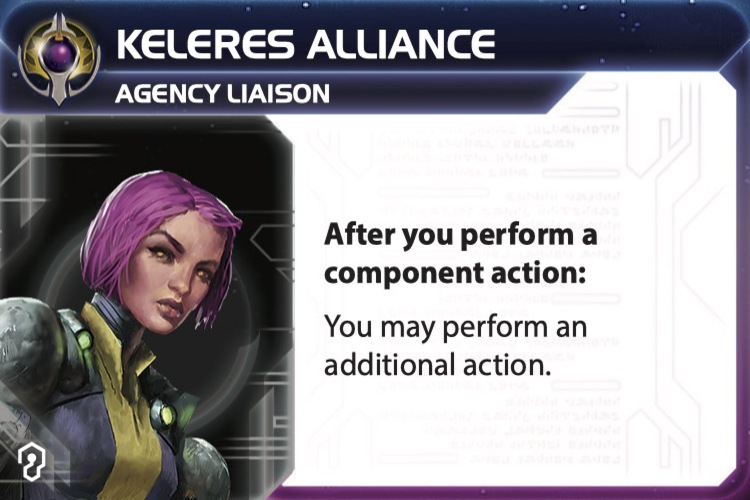 KELERES ALLIANCE
AGENCY LIAISON
After you perform a
component action:
You may perform an
additional action.